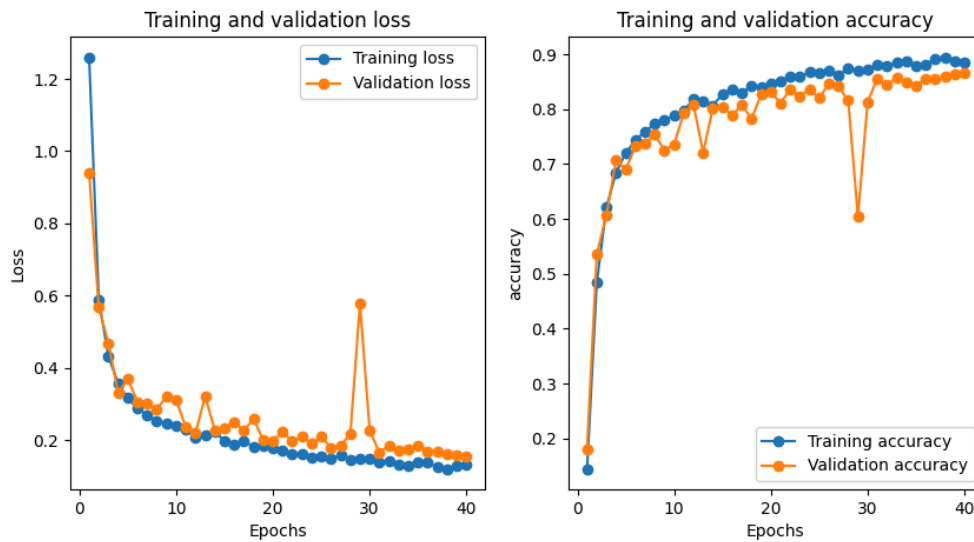 Training and validation loss
Training loss
Validation loss
1.2
1.0
0.8
0.6
0.4
0.2
Loss
0
10
20
30
40
Epochs
Training and validation accuracy
0.9
0.8
0.7
0.6
0.5
0.4
0.3
0.2
accuracy
Training accuracy
Validation accuracy
0
10
20
30
40
Epochs